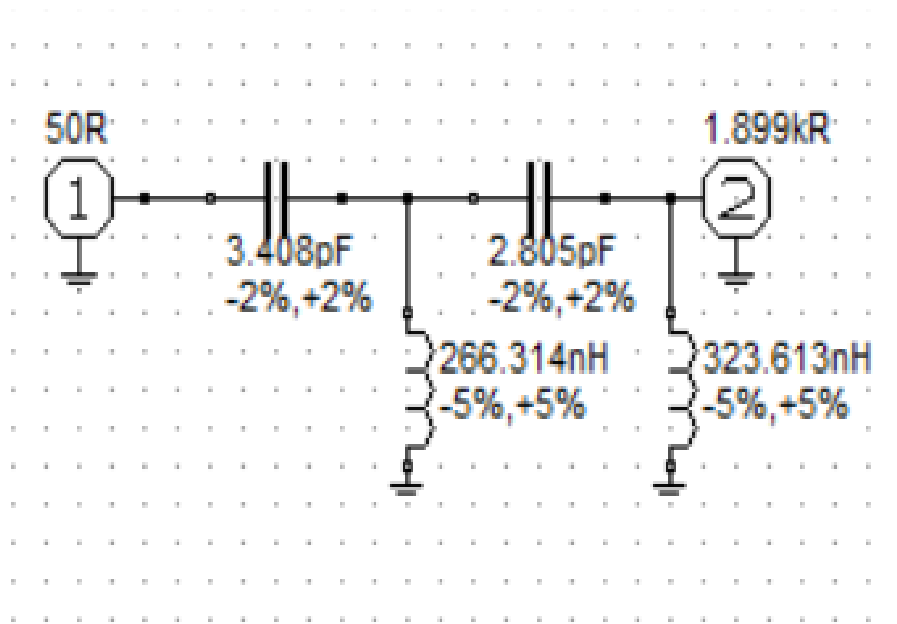 50R
1.899kR
1
2
3.408pF
-2%,+2%
2.805pF
-2%,+2%
266.314nH
-5%,+5%
323.613nH
-5%,+5%